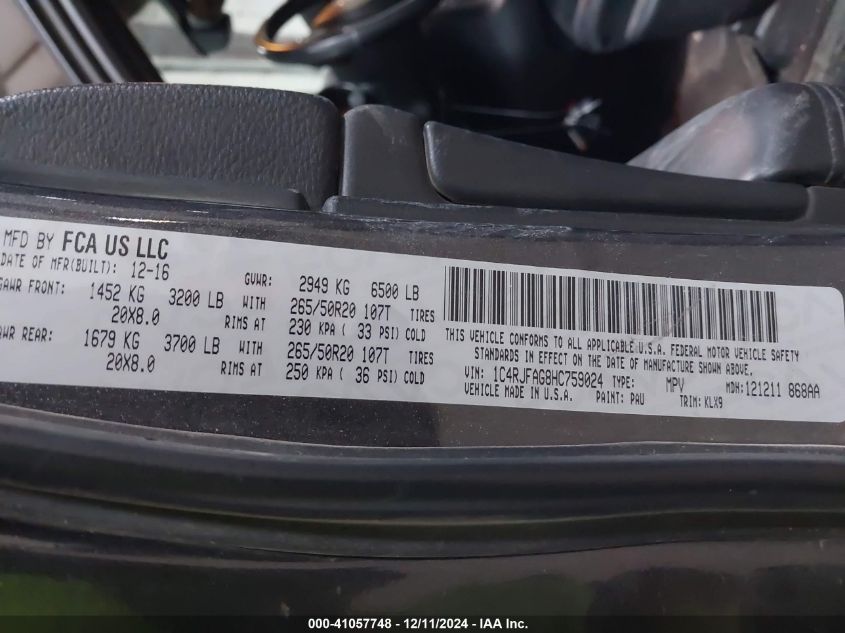 MFD BY FCA US LLC
DATE OF MFR(BUILT): 12-16 GVWR: 2949 KG 6500 LB
GAWR FRONT: 1452 KG 3200 LB WITH 265/50R20 107T TIRES
20X8.0 RIMS AT 230 KPA ( 33 PSI) COLD
GAWR REAR: 1679 KG 3700 LB WITH 265/50R20 107T TIRES
20X8.0 RIMS AT 250 KPA ( 36 PSI) COLD
THIS VEHICLE CONFORMS TO ALL APPLICABLE U.S.A. FEDERAL MOTOR VEHICLE SAFETY
STANDARDS IN EFFECT ON THE DATE OF MANUFACTURE SHOWN ABOVE.
VIN: 1C4RJFAG8HC759024 TYPE: MPV MDH: 121211 868AA
VEHICLE MADE IN U.S.A. PAINT: PAU TRIM: KLX9
000-41057748 - 12/11/2024 - IAA Inc.